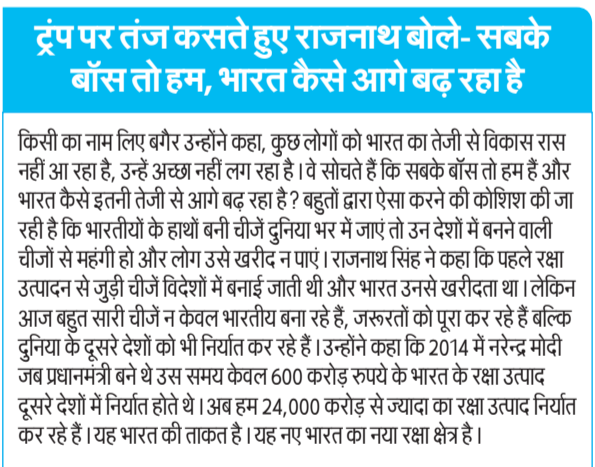 ट्रंप पर तंज कसते हुए राजनाथ बोले- सबके
बॉस तो हम, भारत कैसे आगे बढ़ रहा है
किसी का नाम लिए बगैर उन्होंने कहा, कुछ लोगों को भारत का तेजी से विकास रास
नहीं आ रहा है, उन्हें अच्छा नहीं लग रहा है। वे सोचते हैं कि सबके बॉस तो हम हैं और
भारत कैसे इतनी तेजी से आगे बढ़ रहा है? बहुतों द्वारा ऐसा करने की कोशिश की जा
रही है कि भारतीयों के हाथों बनी चीजें दुनिया भर में जाएं तो उन देशों में बनने वाली
चीजों से महंगी हो और लोग उसे खरीद न पाएं। राजनाथ सिंह ने कहा कि पहले रक्षा
उत्पादन से जुड़ी चीजें विदेशों में बनाई जाती थी और भारत उनसे खरीदता था। लेकिन
आज बहुत सारी चीजें न केवल भारतीय बना रहे हैं, जरूरतों को पूरा कर रहे हैं बल्कि
दुनिया के दूसरे देशों को भी निर्यात कर रहे हैं। उन्होंने कहा कि 2014 में नरेन्द्र मोदी
जब प्रधानमंत्री बने थे उस समय केवल 600 करोड़ रुपये के भारत के रक्षा उत्पाद
दूसरे देशों में निर्यात होते थे। अब हम 24,000 करोड़ से ज्यादा का रक्षा उत्पाद निर्यात
कर रहे हैं। यह भारत की ताकत है। यह नए भारत का नया रक्षा क्षेत्र है।